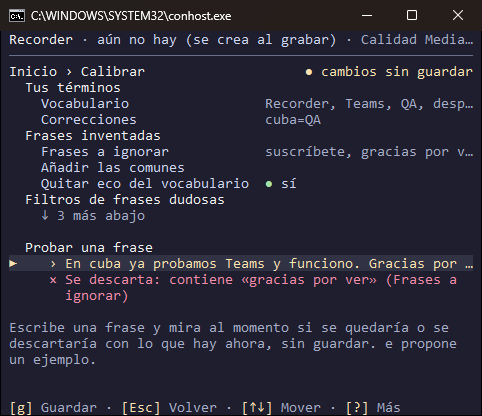 C:\WINDOWS\SYSTEM32\conhost.exe
Recorder · aún no hay (se crea al grabar) · Calidad Media…
Inicio › Calibrar ● cambios sin guardar
Tus términos
Vocabulario Recorder, Teams, QA, desp…
Correcciones cuba=QA
Frases inventadas
Frases a ignorar suscríbete, gracias por v…
Añadir las comunes
Quitar eco del vocabulario ● sí
Filtros de frases dudosas
↓ 3 más abajo
Probar una frase
► › En cuba ya probamos Teams y funciono. Gracias por …
× Se descarta: contiene «gracias por ver» (Frases a
ignorar)
Escribe una frase y mira al momento si se quedaría o se
descartaría con lo que hay ahora, sin guardar. e propone
un ejemplo.
[g] Guardar · [Esc] Volver · [↑↓] Mover · [?] Más